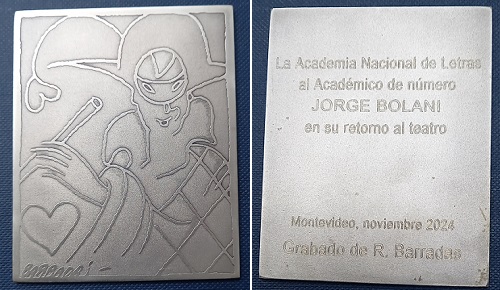 La Academia Nacional de Letras
al Académico de número
JORGE BOLANI
en su retorno al teatro
Montevideo, noviembre 2024
Grabado de R. Barradas